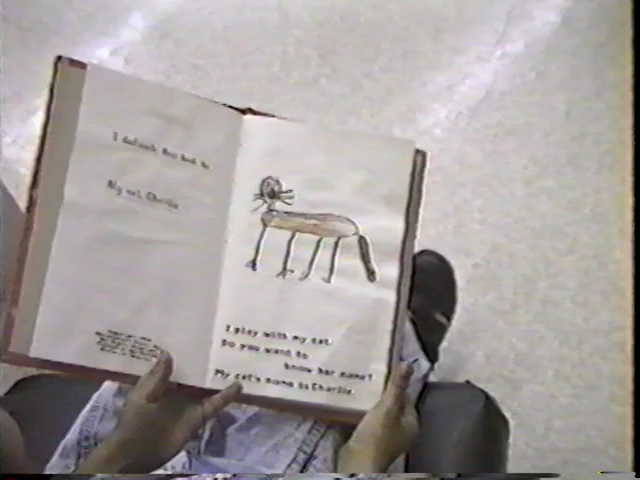 I dedicate this book to
My cat Charlie
I play with my cat.
Do you want to
know her name?
My cat's name is Charlie.